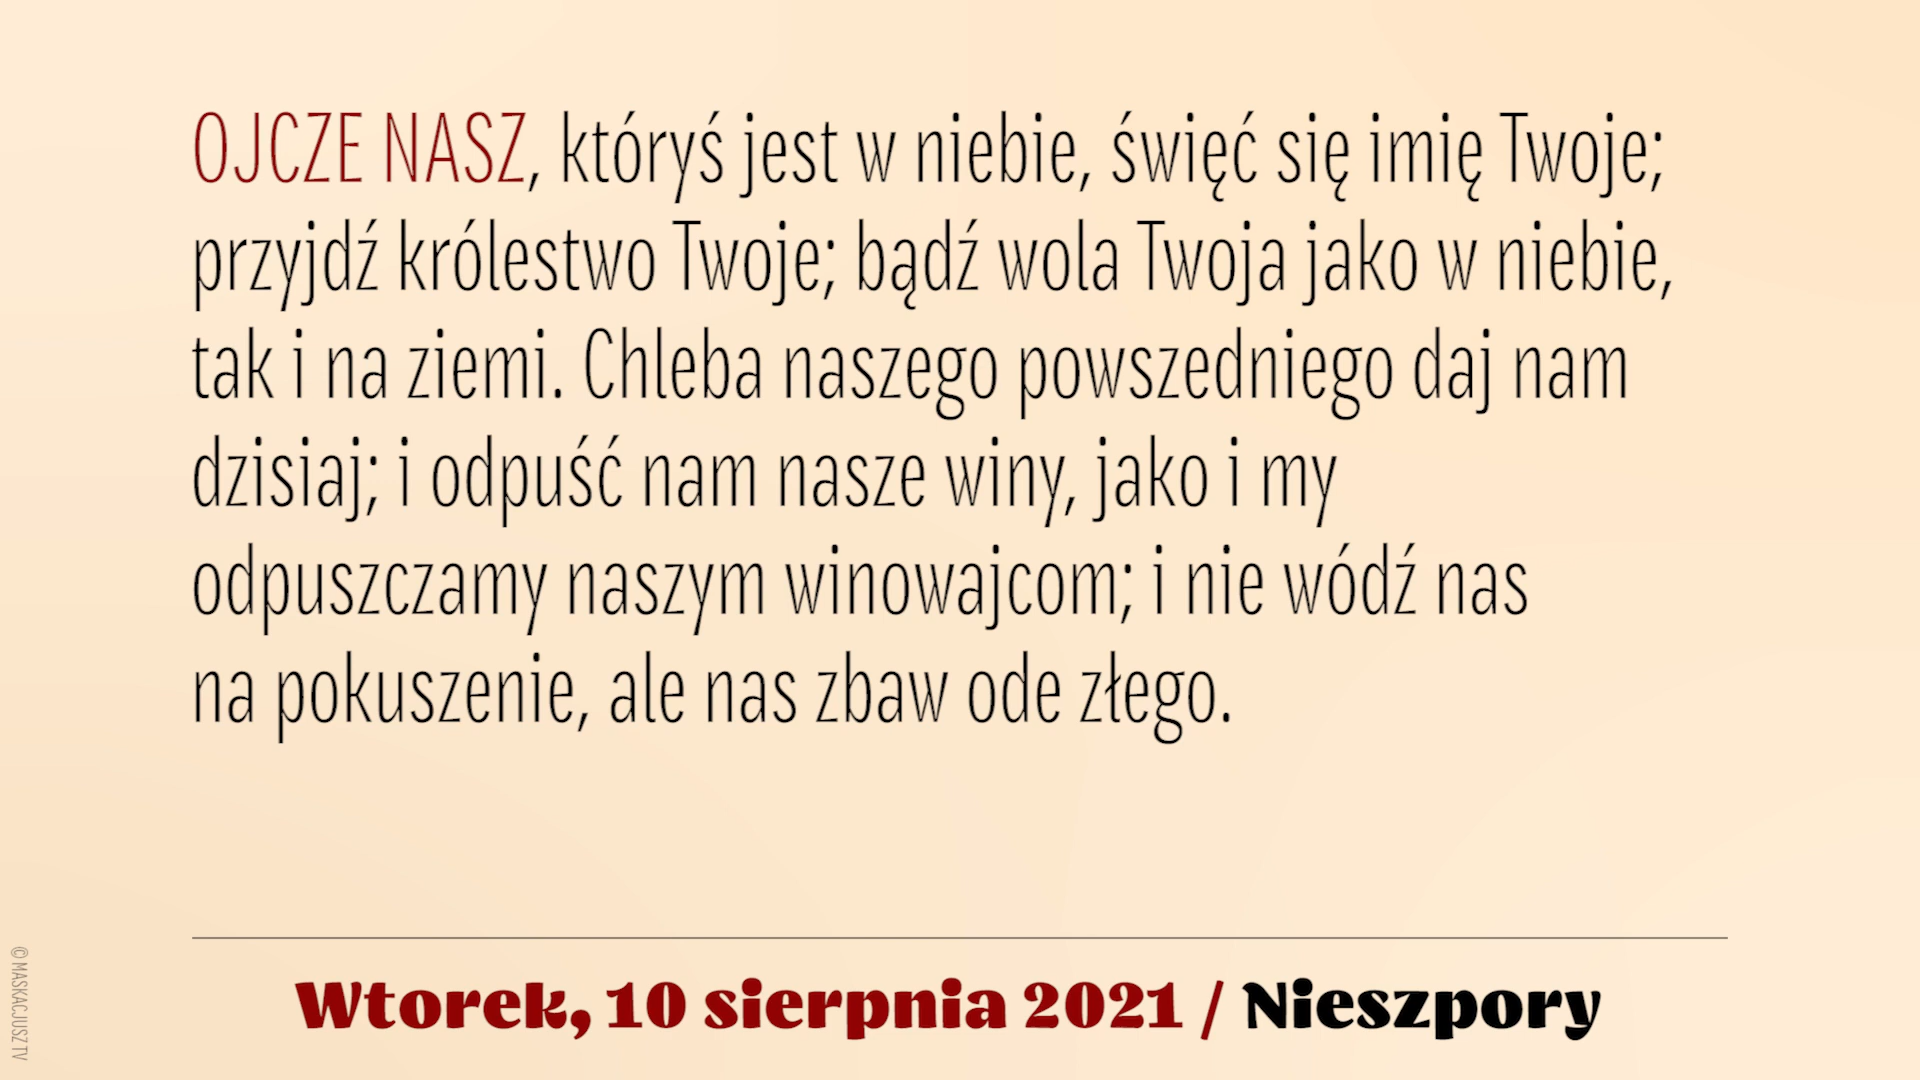 OJCZE NASZ, któryś jest w niebie, święć się imię Twoje;
przyjdź królestwo Twoje; bądź wola Twoja jako w niebie,
tak i na ziemi. Chleba naszego powszedniego daj nam
dzisiaj; i odpuść nam nasze winy, jako i my
odpuszczamy naszym winowajcom; i nie wódź nas
na pokuszenie, ale nas zbaw ode złego.
Wtorek, 10 sierpnia 2021 / Nieszpory
© MASKACJUSZ TV